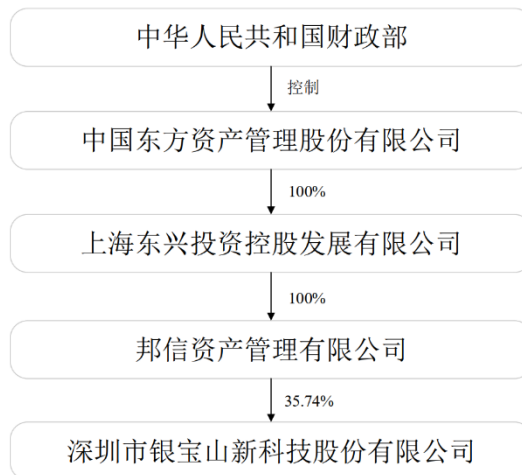 中华人民共和国财政部
控制
中国东方资产管理股份有限公司
100%
上海东兴投资控股发展有限公司
100%
邦信资产管理有限公司
35.74%
深圳市银宝山新科技股份有限公司